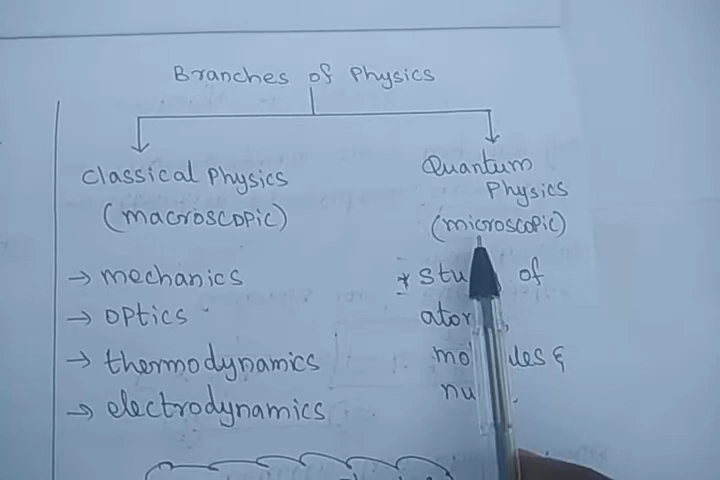 Branches of Physics
Classical Physics
(macroscopic)
→ mechanics
→ Optics
→ thermodynamics
→ electrodynamics
Quantum
Physics
(microscopic)
* of
&